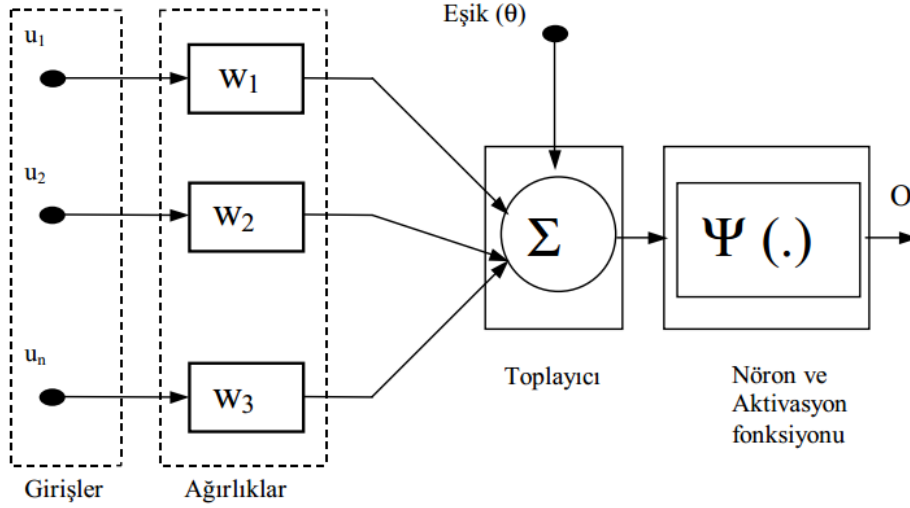 Eşik (θ)
u1
W1
u2
W2
Σ
Ψ (.)
O
un
W3
Toplayıcı
Nöron ve
Aktivasyon
fonksiyonu
Girişler
Ağırlıklar